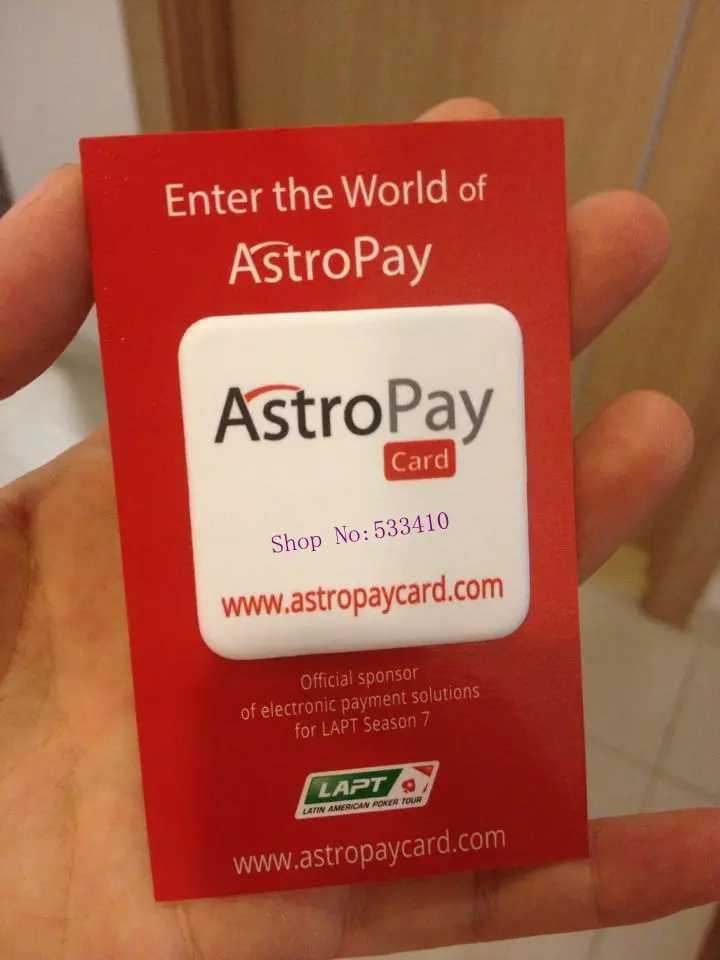 Enter the World of
AstroPay
AstroPay
Card
Shop No:533410
www.astropaycard.com
Official sponsor
of electronic payment solutions
for LAPT Season 7
LAPT
LATIN AMERICAN POKER TOUR
www.astropaycard.com